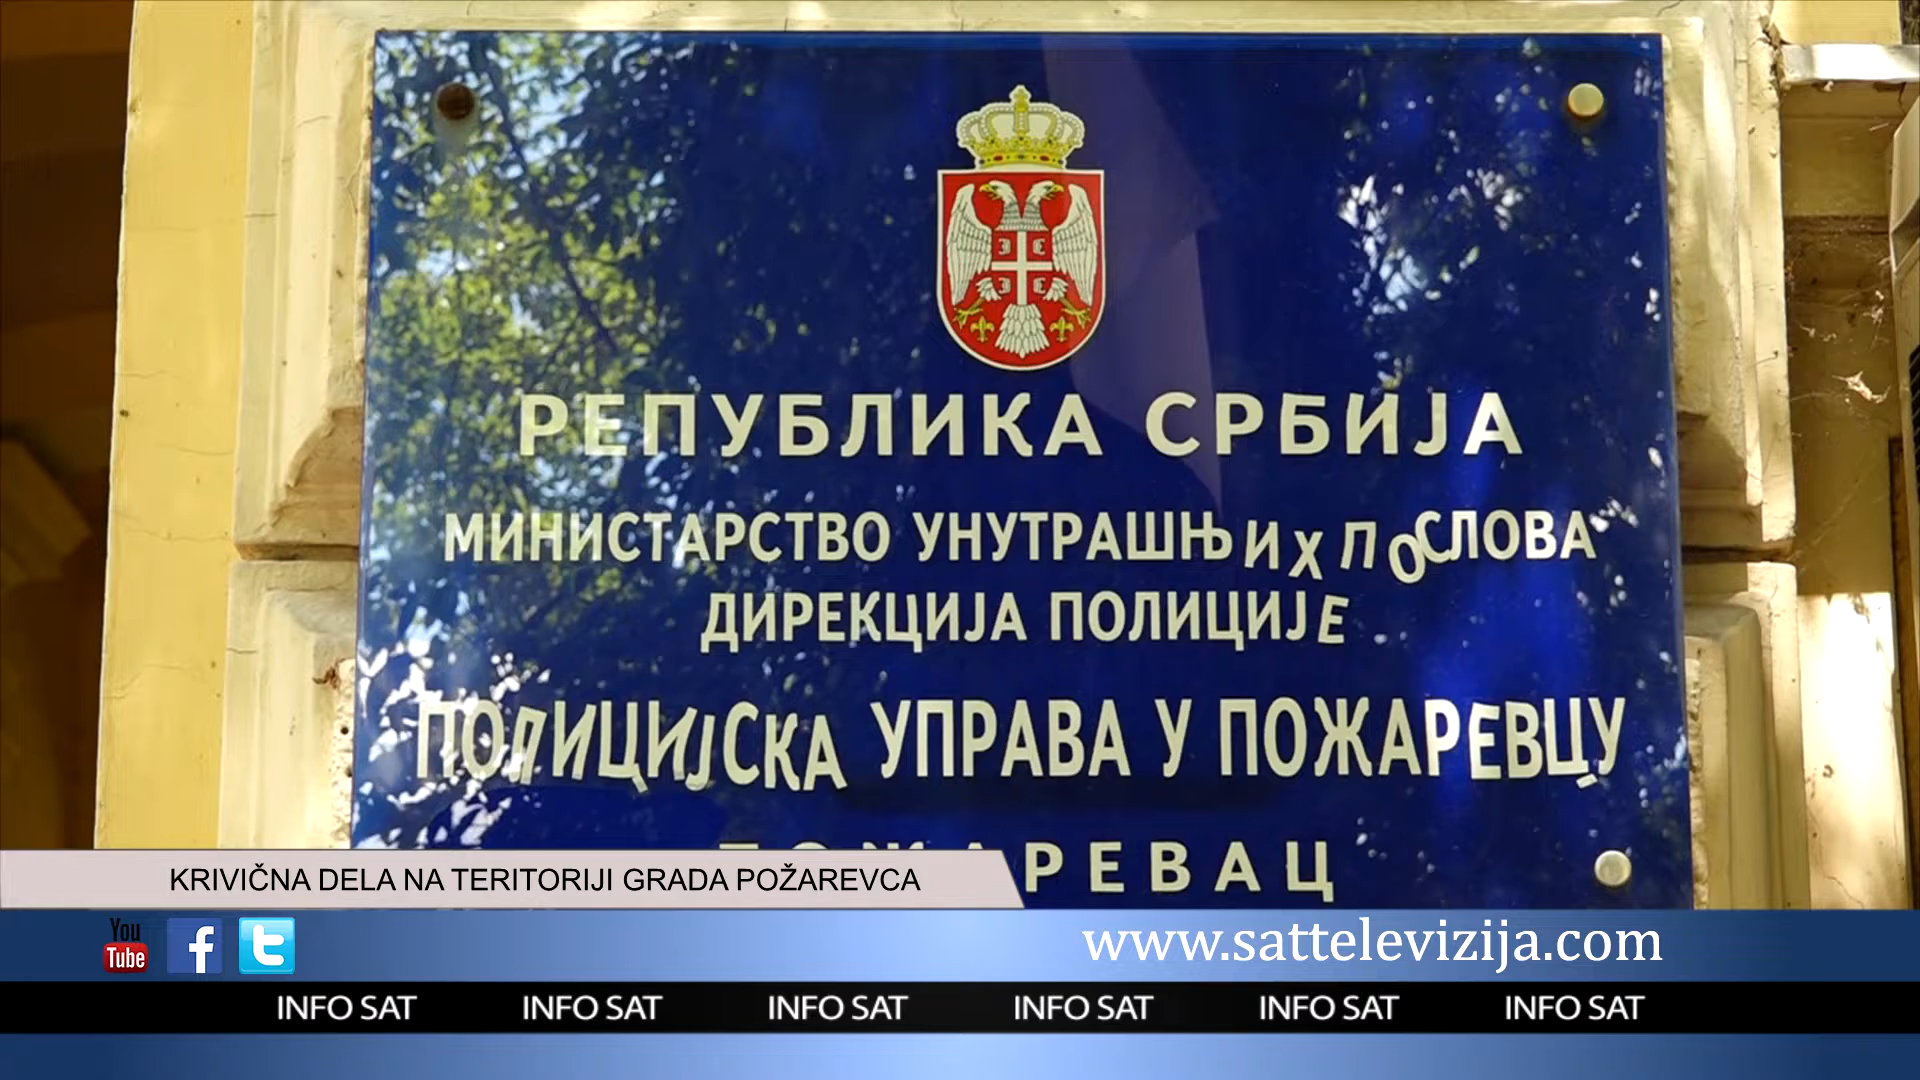 РЕПУБЛИКА СРБИЈА
МИНИСТАРСТВО УНУТРАШЊИХ ПОСЛОВА
ДИРЕКЦИЈА ПОЛИЦИЈЕ
ПОЛИЦИЈСКА УПРАВА У ПОЖАРЕВЦУ
ПОЖАРЕВАЦ
KRIVIČNA DELA NA TERITORIJI GRADA POŽAREVCA
You Tube
www.sattelevizija.com
INFO SAT INFO SAT INFO SAT INFO SAT INFO SAT INFO SAT